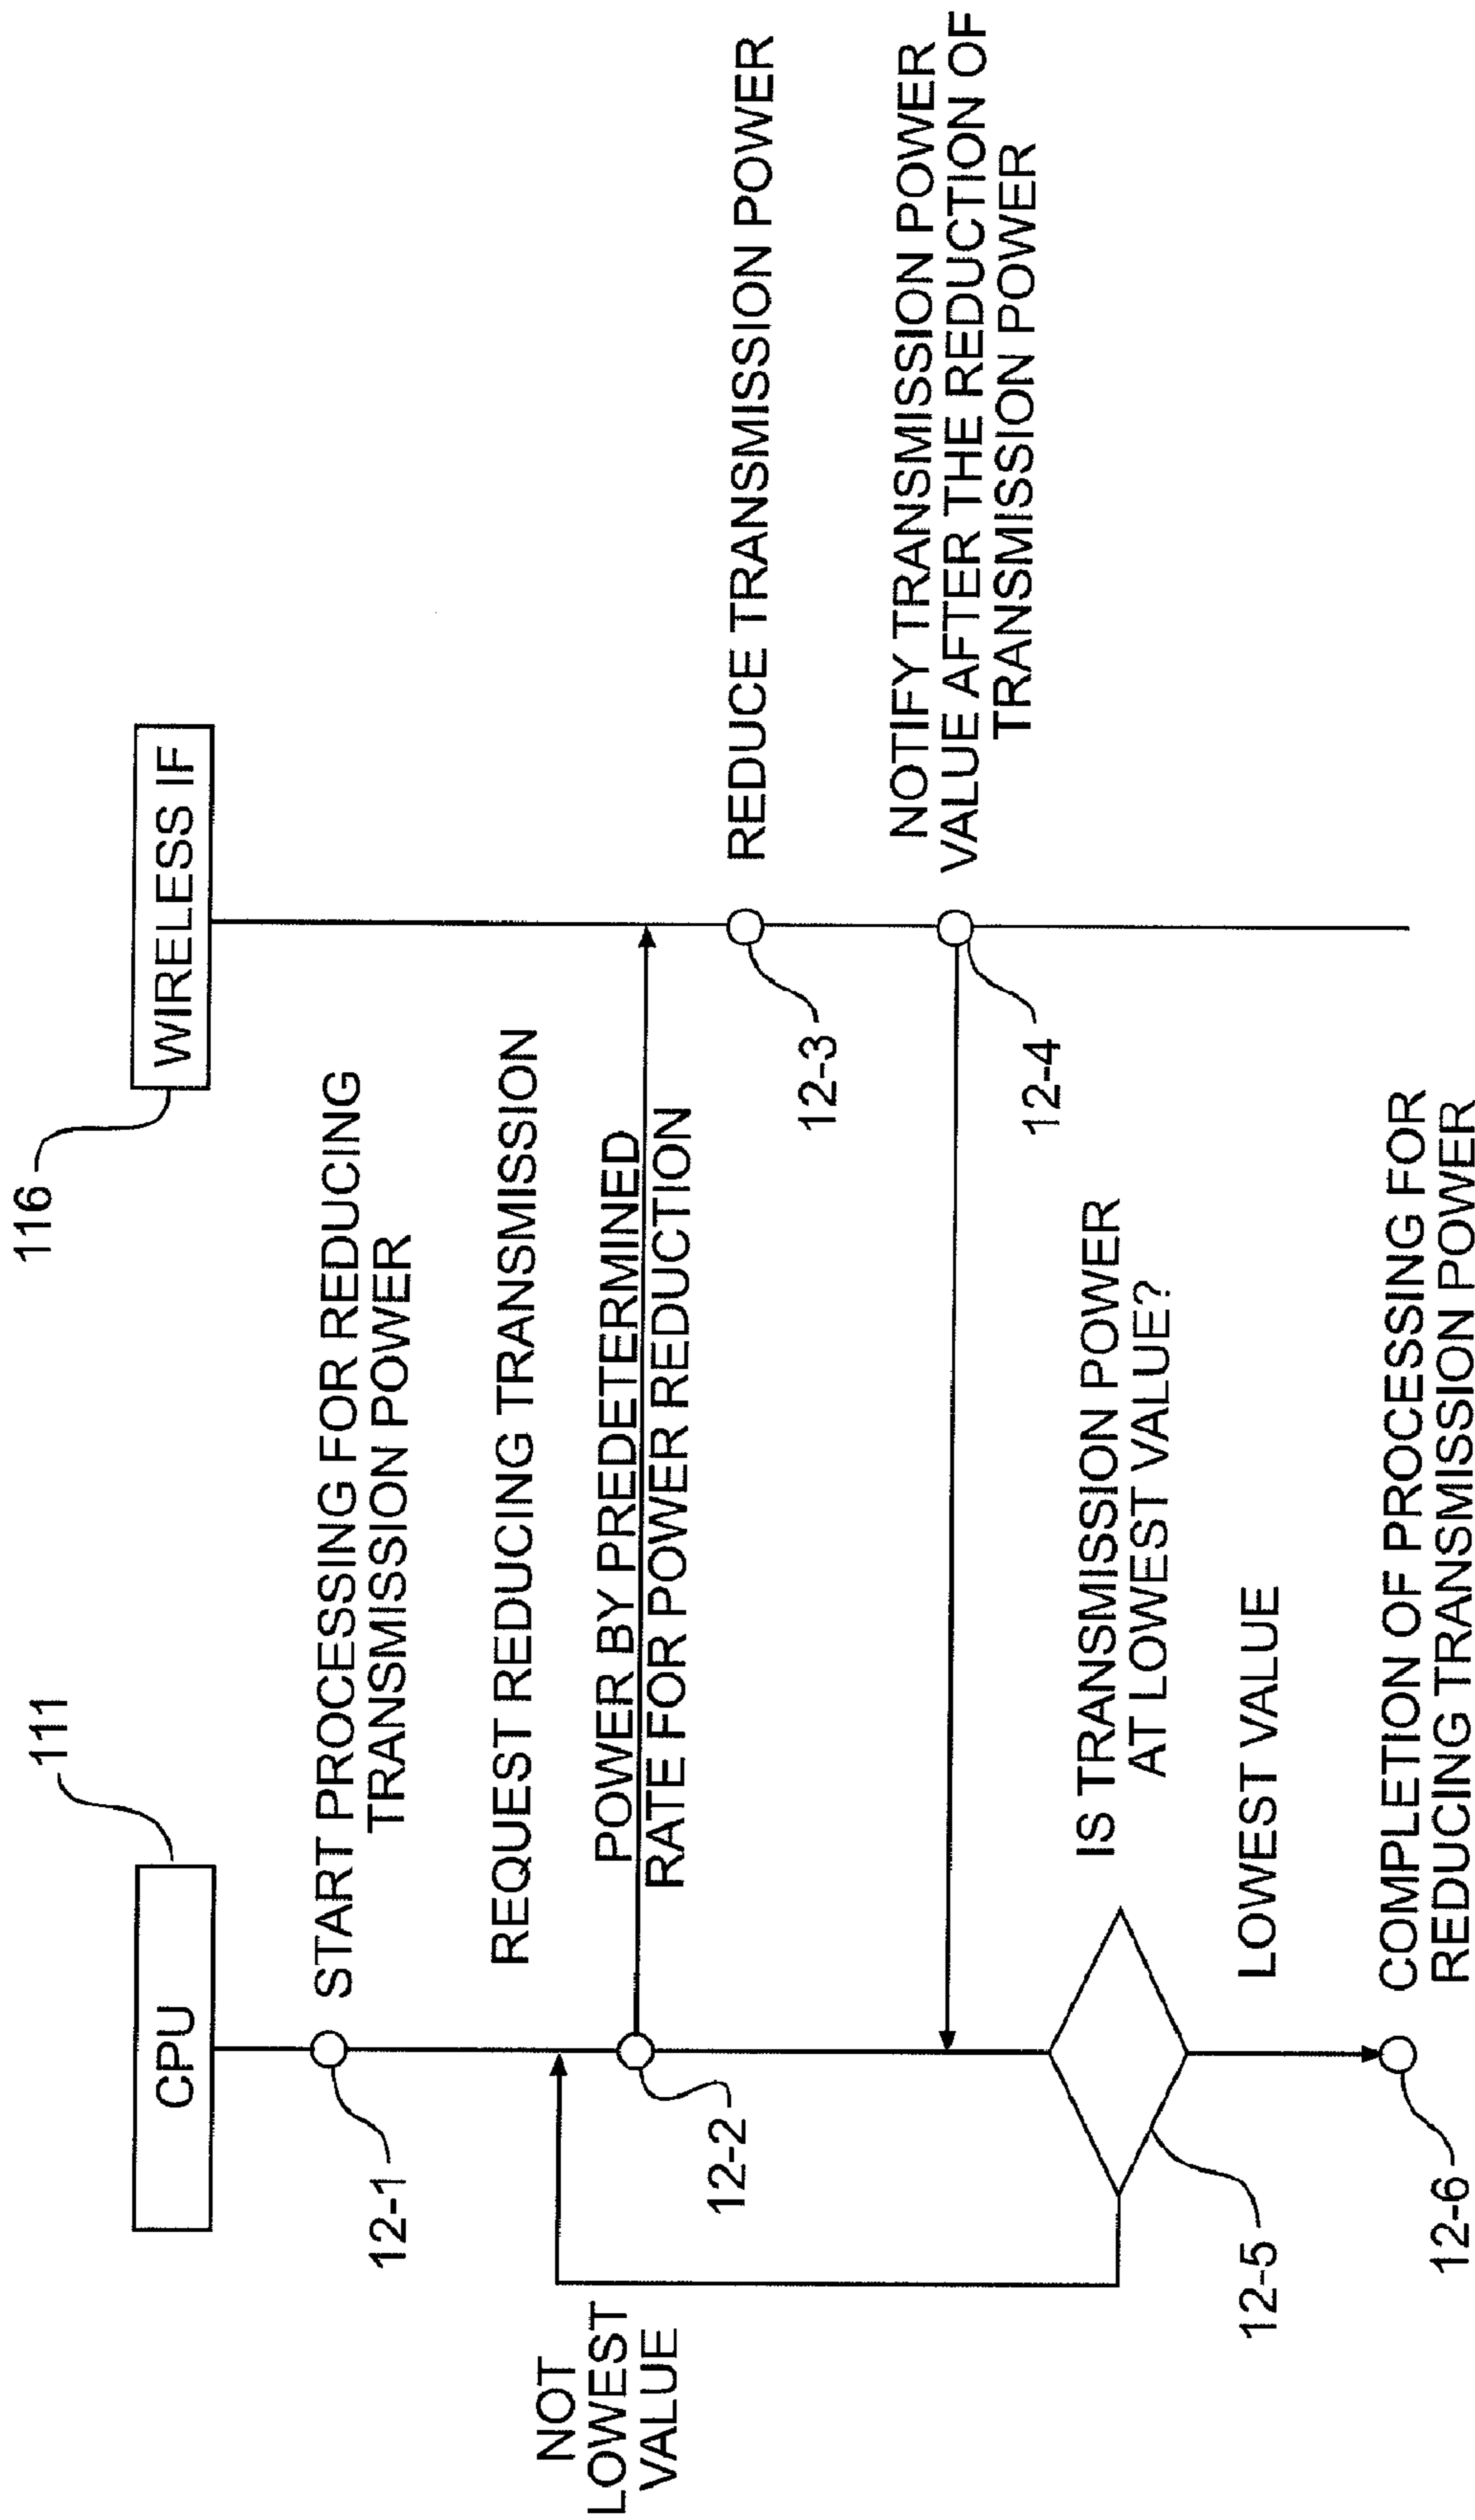 111
116
CPU
WIRELESS IF
START PROCESSING FOR REDUCING
TRANSMISSION POWER
12-1
REQUEST REDUCING TRANSMISSION
POWER BY PREDETERMINED
RATE FOR POWER REDUCTION
12-2
REDUCE TRANSMISSION POWER
12-3
NOTIFY TRANSMISSION POWER
VALUE AFTER THE REDUCTION OF
TRANSMISSION POWER
12-4
NOT
LOWEST
VALUE
IS TRANSMISSION POWER
AT LOWEST VALUE?
12-5
LOWEST VALUE
COMPLETION OF PROCESSING FOR
REDUCING TRANSMISSION POWER
12-6